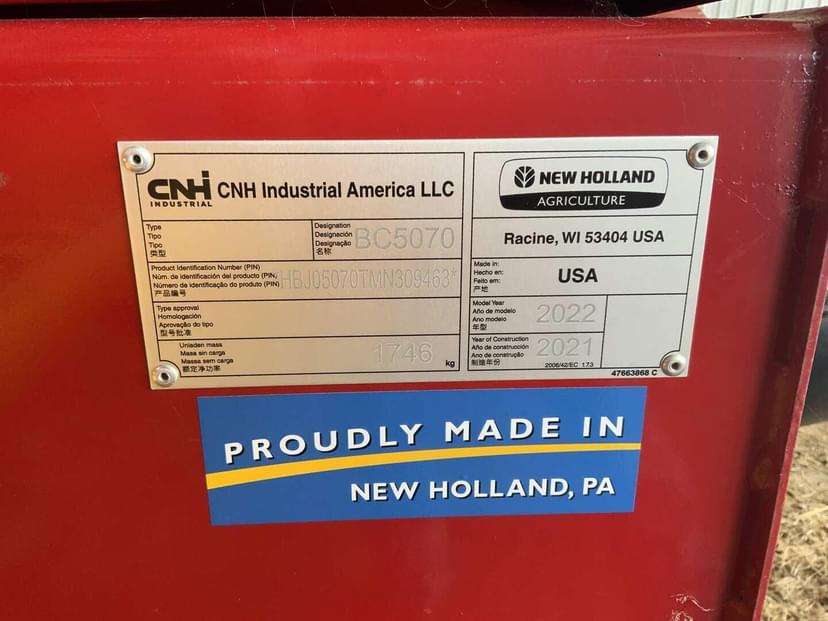 CNH INDUSTRIAL CNH Industrial America LLC
Type
Tipo
Tipo
类型
Designation
Designación
Designação
名称
BC5070
Product Identification Number (PIN)
Núm. de identificación del producto (PIN)
Número de identificação do produto (PIN)
产品编号
HBJ05070TMN309463*
Type approval
Homologación
Aprovação do tipo
型号批准
Unladen mass
Masa sin carga
Massa sem carga
额定净功率
1746 kg
NEW HOLLAND
AGRICULTURE
Racine, WI 53404 USA
Made in:
Hecho en:
Feito em:
产地
USA
Model Year
Año de modelo
Ano modelo
年型
2022
Year of Construction
Año de construcción
Ano de construção
制造年份
2021
2006/42/EC 1.7.3
47663868 C
PROUDLY MADE IN
NEW HOLLAND, PA